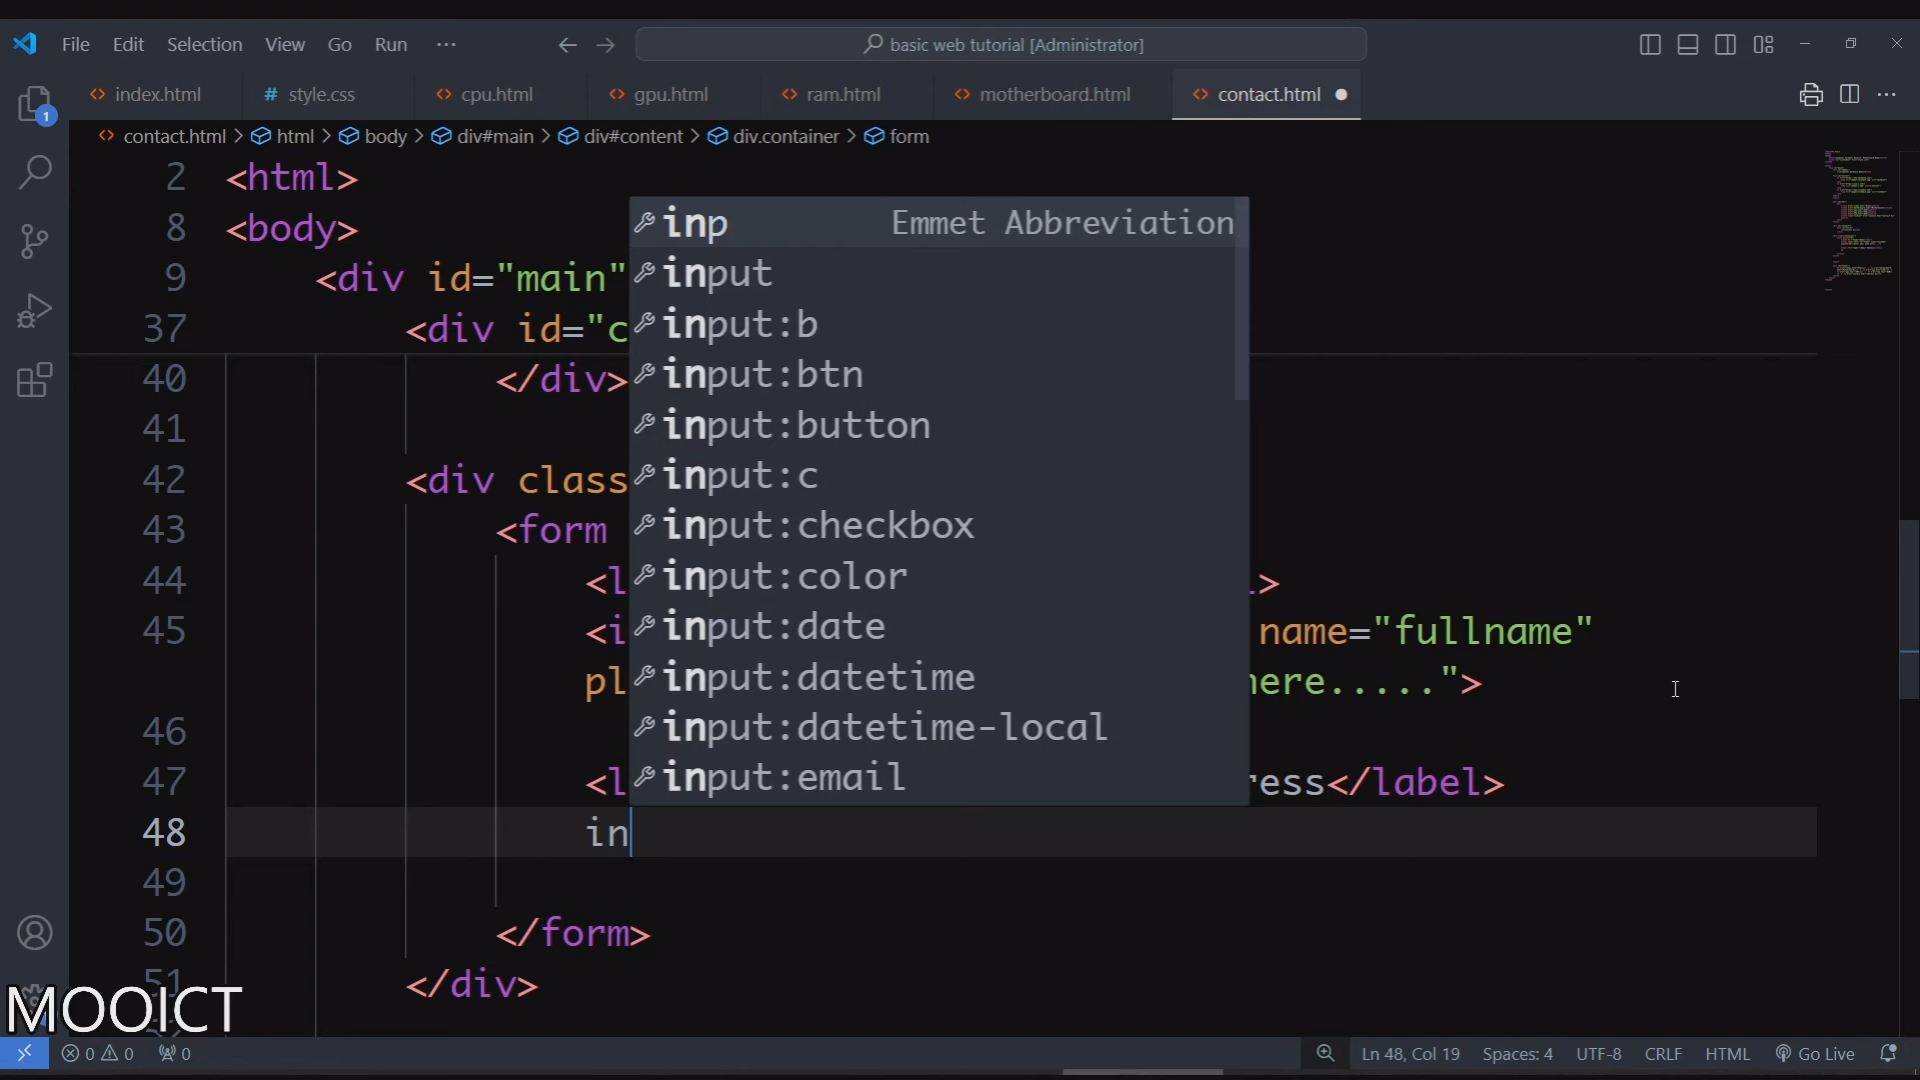 File Edit Selection View Go Run ··· basic web tutorial [Administrator]
index.html # style.css cpu.html gpu.html ram.html motherboard.html contact.html
1
contact.html > html > body > div#main > div#content > div.container > form
2 <html>
8 <body>
9 <div id="main"
37 <div id="c
40 </div>
41
42 <div class
43 <form
44 <l l>
45 <i name="fullname"
pl here.....">
46
47 <l ress</label>
48 in
49
50 </form>
51 </div>
inp Emmet Abbreviation
input
input:b
input:btn
input:button
input:c
input:checkbox
input:color
input:date
input:datetime
input:datetime-local
input:email
MOOICT
0 0 0 Ln 48, Col 19 Spaces: 4 UTF-8 CRLF HTML Go Live